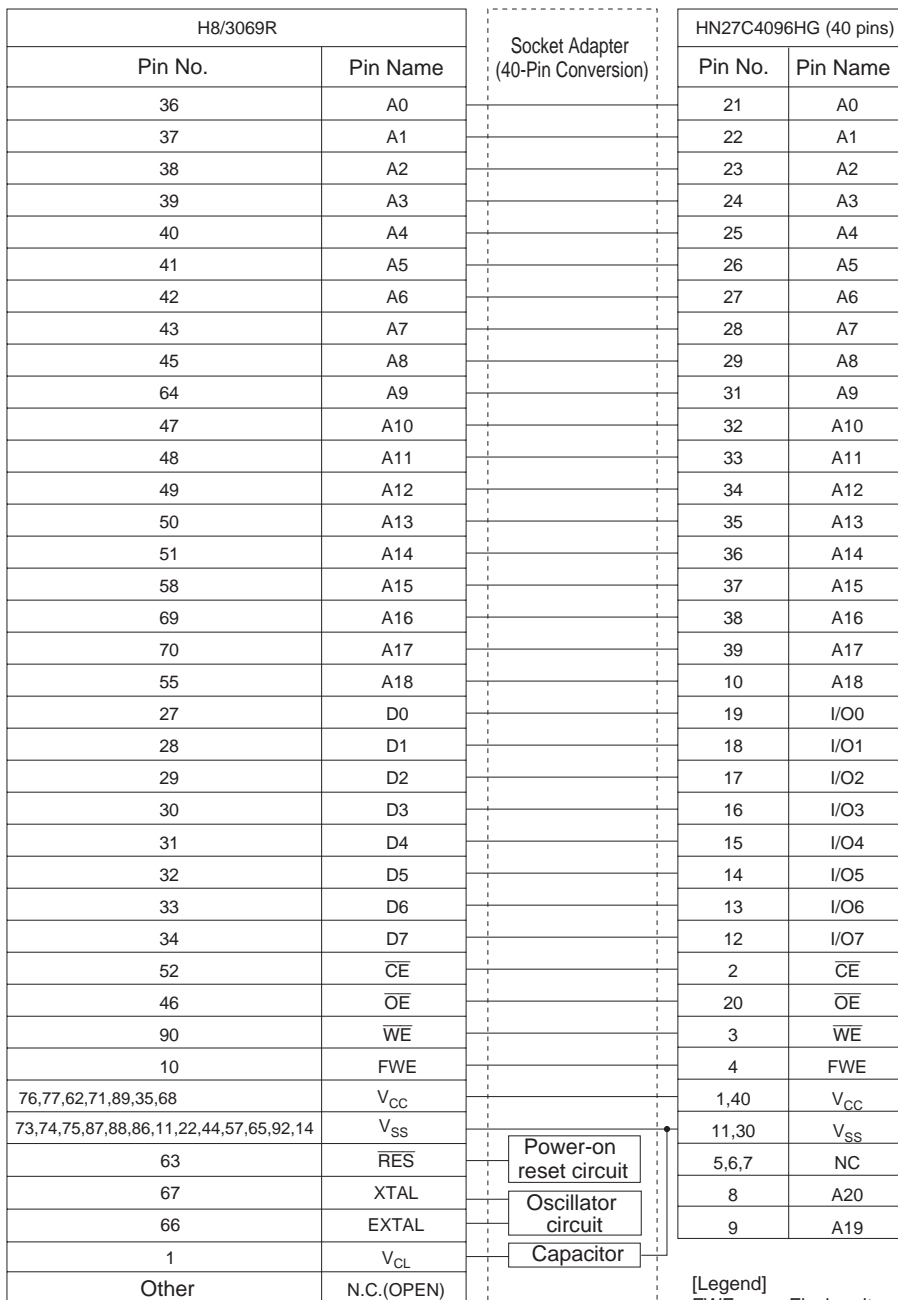 H8/3069R Socket Adapter (40-Pin Conversion) HN27C4096HG (40 pins)
Pin No. Pin Name Pin No. Pin Name
36 A0 21 A0
37 A1 22 A1
38 A2 23 A2
39 A3 24 A3
40 A4 25 A4
41 A5 26 A5
42 A6 27 A6
43 A7 28 A7
45 A8 29 A8
64 A9 31 A9
47 A10 32 A10
48 A11 33 A11
49 A12 34 A12
50 A13 35 A13
51 A14 36 A14
58 A15 37 A15
69 A16 38 A16
70 A17 39 A17
55 A18 10 A18
27 D0 19 I/O0
28 D1 18 I/O1
29 D2 17 I/O2
30 D3 16 I/O3
31 D4 15 I/O4
32 D5 14 I/O5
33 D6 13 I/O6
34 D7 12 I/O7
52 C̅E̅ 2 C̅E̅
46 O̅E̅ 20 O̅E̅
90 W̅E̅ 3 W̅E̅
10 FWE 4 FWE
76,77,62,71,89,35,68 VCC 1,40 VCC
73,74,75,87,88,86,11,22,44,57,65,92,14 VSS 11,30 VSS
63 R̅E̅S̅ Power-on reset circuit 5,6,7 NC
67 XTAL Oscillator circuit 8 A20
66 EXTAL 9 A19
1 VCL Capacitor
Other N.C.(OPEN)
[Legend]